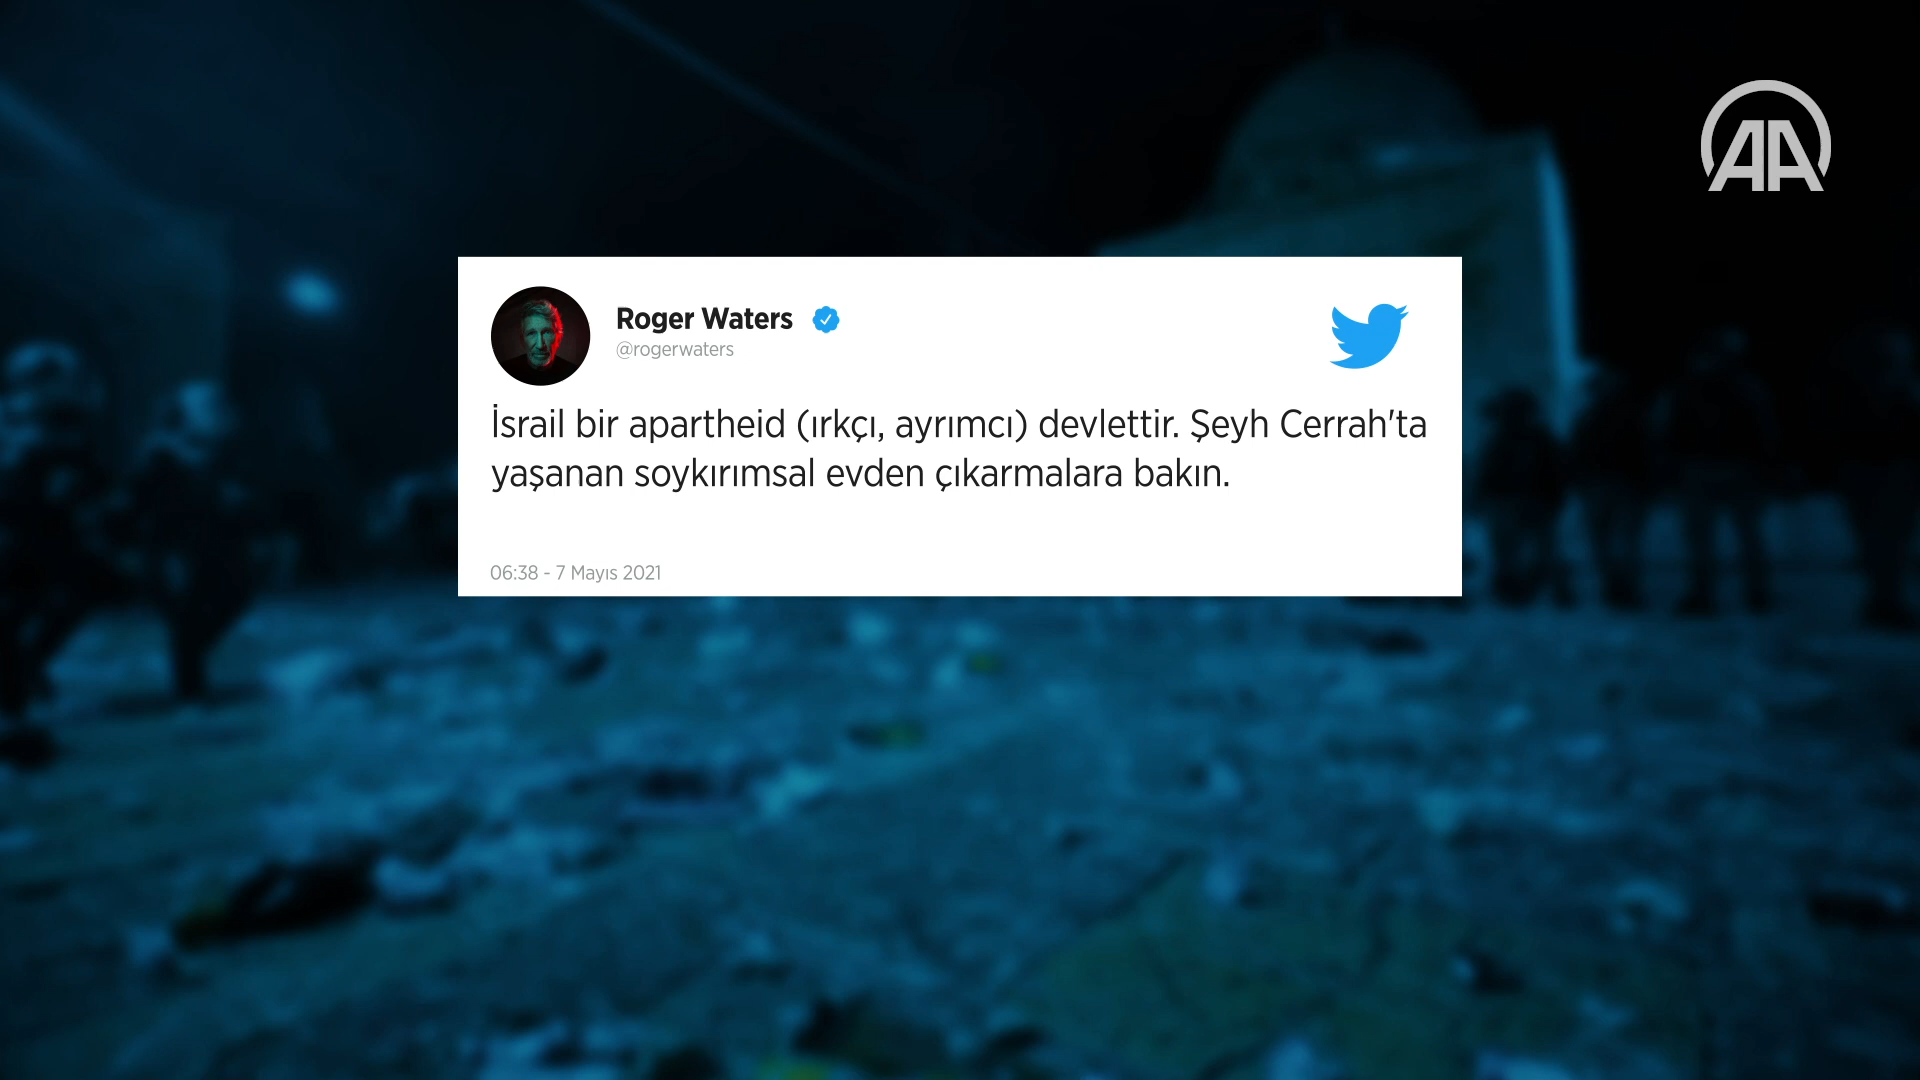 AA
Roger Waters
@rogerwaters
İsrail bir apartheid (ırkçı, ayrımcı) devlettir. Şeyh Cerrah'ta
yaşanan soykırımsal evden çıkarmalara bakın.
06:38 - 7 Mayıs 2021